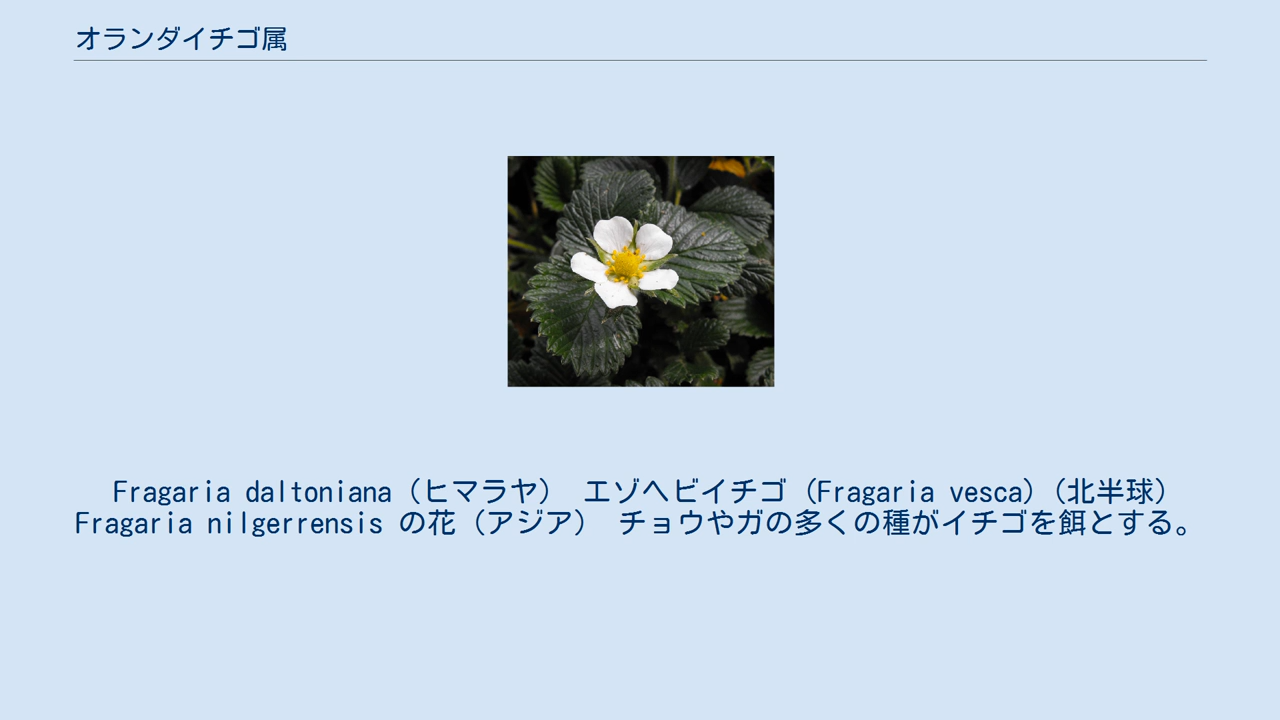 オランダイチゴ属
Fragaria daltoniana（ヒマラヤ） エゾヘビイチゴ（Fragaria vesca）（北半球）
Fragaria nilgerrensis の花（アジア） チョウやガの多くの種がイチゴを餌とする。